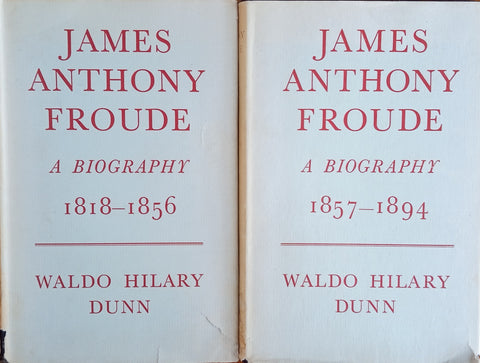 JAMES
ANTHONY
FROUDE
A BIOGRAPHY
1818–1856
WALDO HILARY
DUNN
JAMES
ANTHONY
FROUDE
A BIOGRAPHY
1857–1894
WALDO HILARY
DUNN